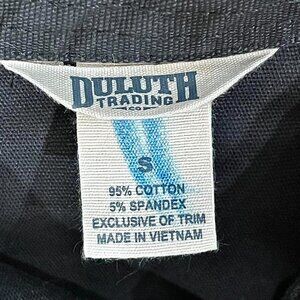 DULUTH
TRADING
CO
S
95% COTTON
5% SPANDEX
EXCLUSIVE OF TRIM
MADE IN VIETNAM